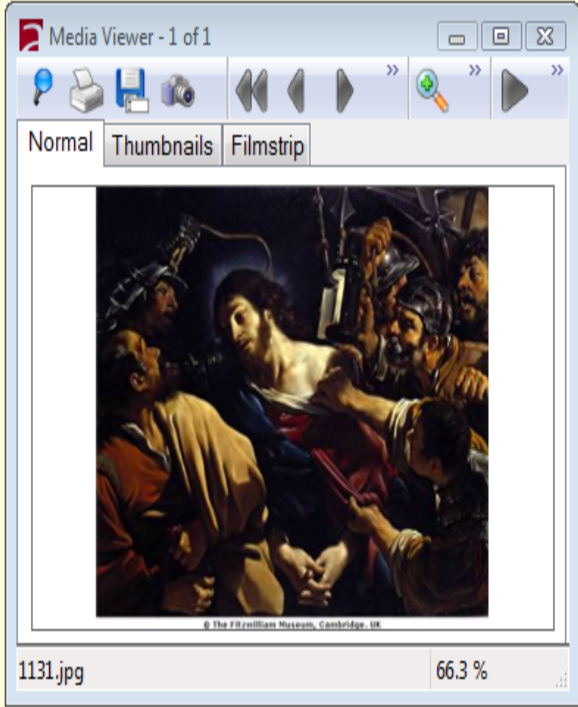 Media Viewer - 1 of 1
Normal Thumbnails Filmstrip
© The Fitzwilliam Museum, Cambridge. UK
1131.jpg 66.3 %